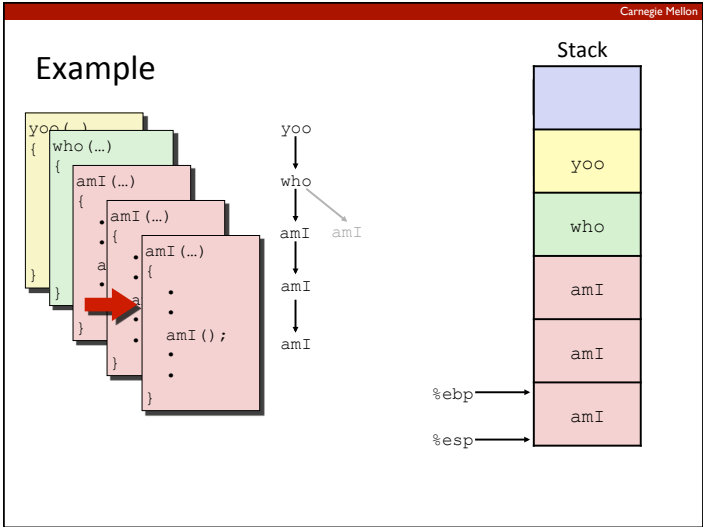 Carnegie Mellon
Example
Stack
yoo(…)
{
}
who(…)
{
}
amI(…)
{
•
•
a
•
}
amI(…)
{
•
•
a
•
•
}
amI(…)
{
•
•
amI();
•
•
}
yoo
who
amI amI
amI
amI
yoo
who
amI
amI
amI
%ebp
%esp